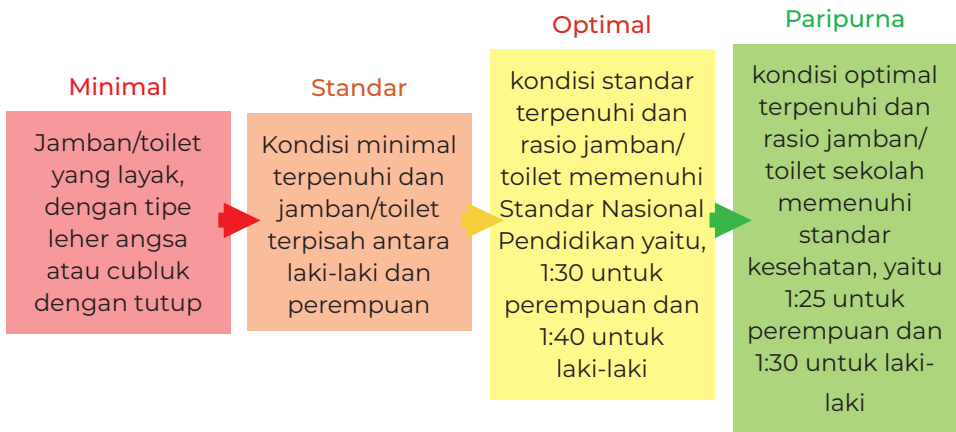 Minimal
Jamban/toilet
yang layak,
dengan tipe
leher angsa
atau cubluk
dengan tutup
Standar
Kondisi minimal
terpenuhi dan
jamban/toilet
terpisah antara
laki-laki dan
perempuan
Optimal
kondisi standar
terpenuhi dan
rasio jamban/
toilet memenuhi
Standar Nasional
Pendidikan yaitu,
1:30 untuk
perempuan dan
1:40 untuk
laki-laki
Paripurna
kondisi optimal
terpenuhi dan
rasio jamban/
toilet sekolah
memenuhi
standar
kesehatan, yaitu
1:25 untuk
perempuan dan
1:30 untuk laki-
laki